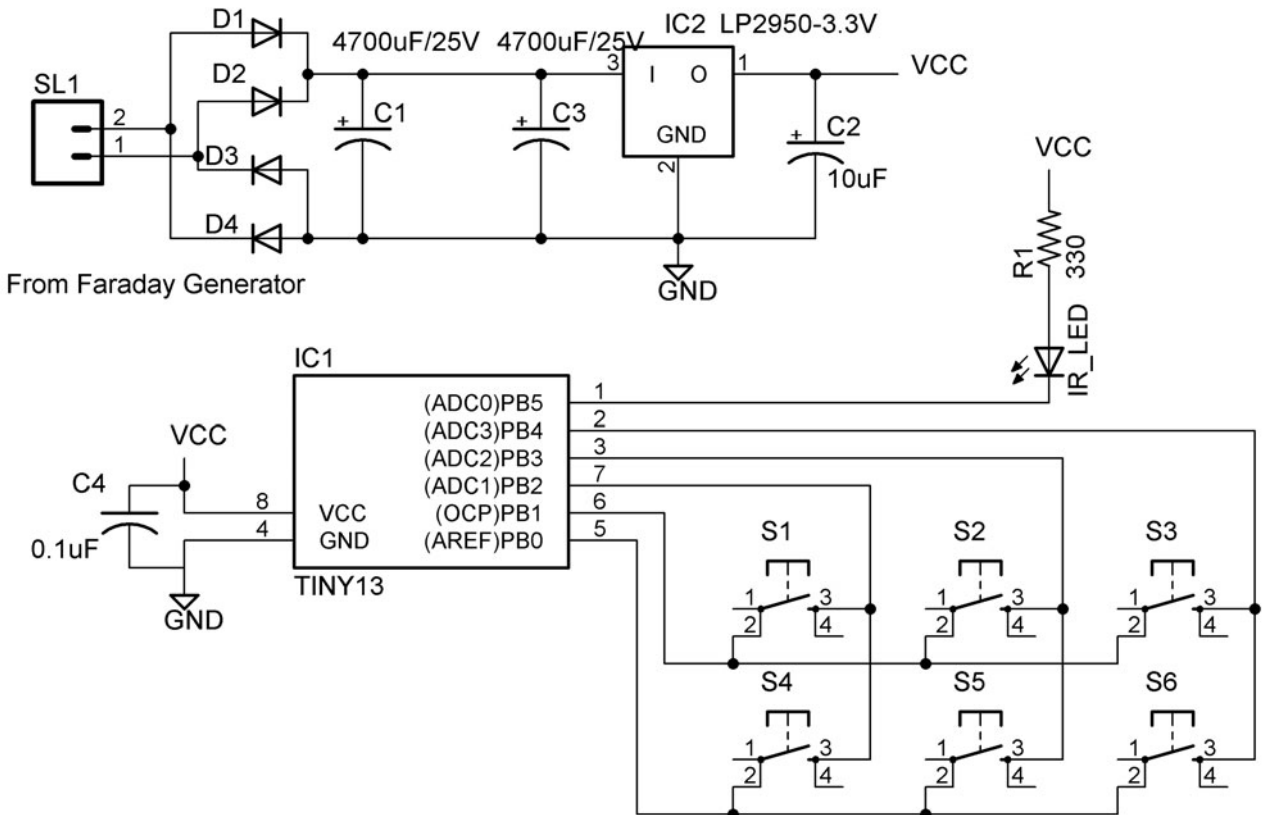 D1
4700uF/25V
4700uF/25V
IC2 LP2950-3.3V
D2
3
I
O
1
VCC
SL1
2
1
+
C1
+
C3
GND
2
+
C2
10uF
D3
D4
From Faraday Generator
GND
VCC
R1
330
IR_LED
IC1
(ADC0)PB5
1
(ADC3)PB4
2
(ADC2)PB3
3
(ADC1)PB2
7
(OCP)PB1
6
(AREF)PB0
5
VCC
C4
0.1uF
8
VCC
4
GND
GND
TINY13
S1
S2
S3
1
3
2
4
1
3
2
4
1
3
2
4
S4
S5
S6
1
3
2
4
1
3
2
4
1
3
2
4